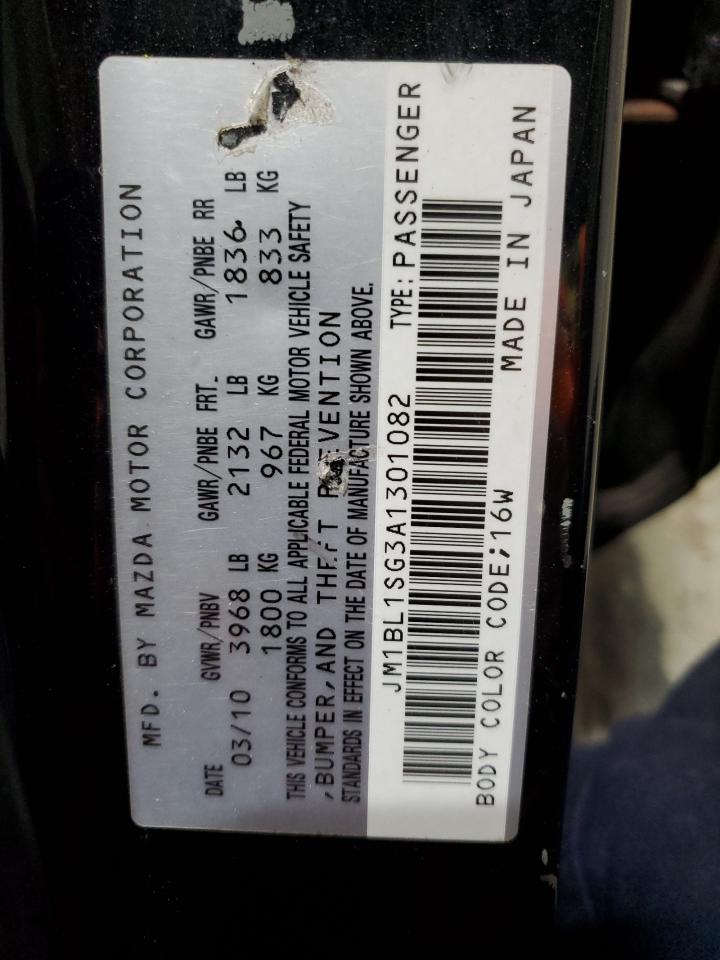 MFD. BY MAZDA MOTOR CORPORATION
DATE GVWR/PNBV GAWR/PNBE FRT. GAWR/PNBE RR
03/10 3968 LB 2132 LB 1836 LB
1800 KG 967 KG 833 KG
THIS VEHICLE CONFORMS TO ALL APPLICABLE FEDERAL MOTOR VEHICLE SAFETY
,BUMPER,AND THEFT PREVENTION
STANDARDS IN EFFECT ON THE DATE OF MANUFACTURE SHOWN ABOVE.
JM1BL1SG3A1301082 TYPE:PASSENGER
BODY COLOR CODE;16W MADE IN JAPAN